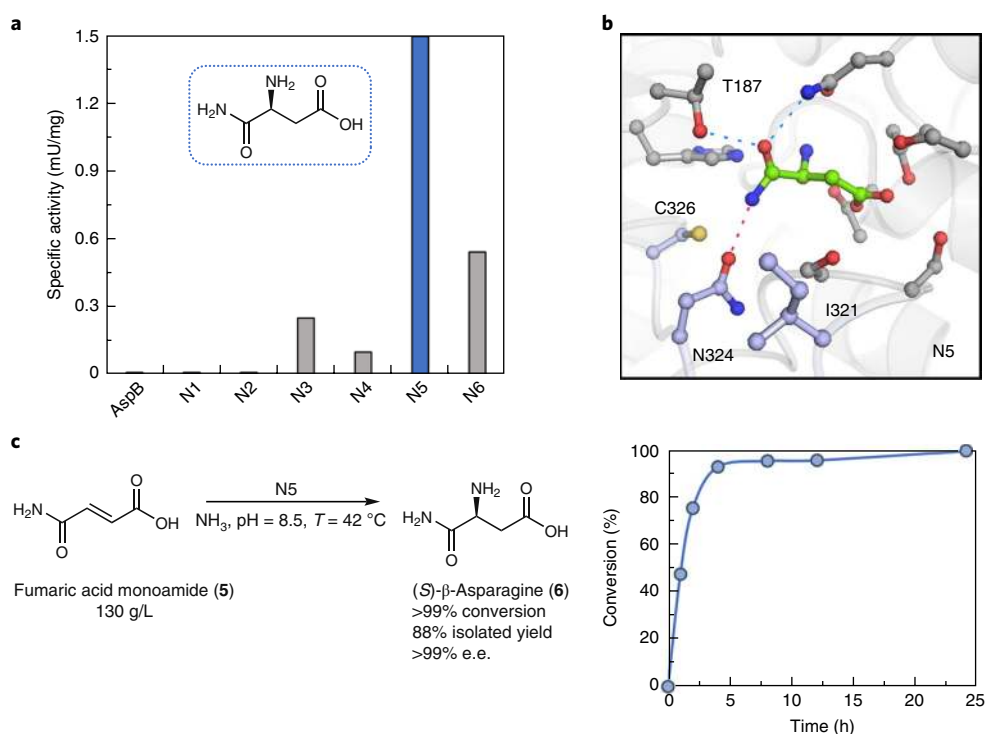 a
Specific activity (mU/mg)
1.5
1.2
0.9
0.6
0.3
0
AspB
N1
N2
N3
N4
N5
N6
NH₂
O
H₂N
OH
O
b
T187
C326
I321
N324
N5
c
O
H₂N
OH
O
Fumaric acid monoamide (5)
130 g/L
N5
NH₃, pH = 8.5, T = 42 °C
NH₂
O
H₂N
OH
O
(S)-β-Asparagine (6)
>99% conversion
88% isolated yield
>99% e.e.
Conversion (%)
100
80
60
40
20
0
0
5
10
15
20
25
Time (h)